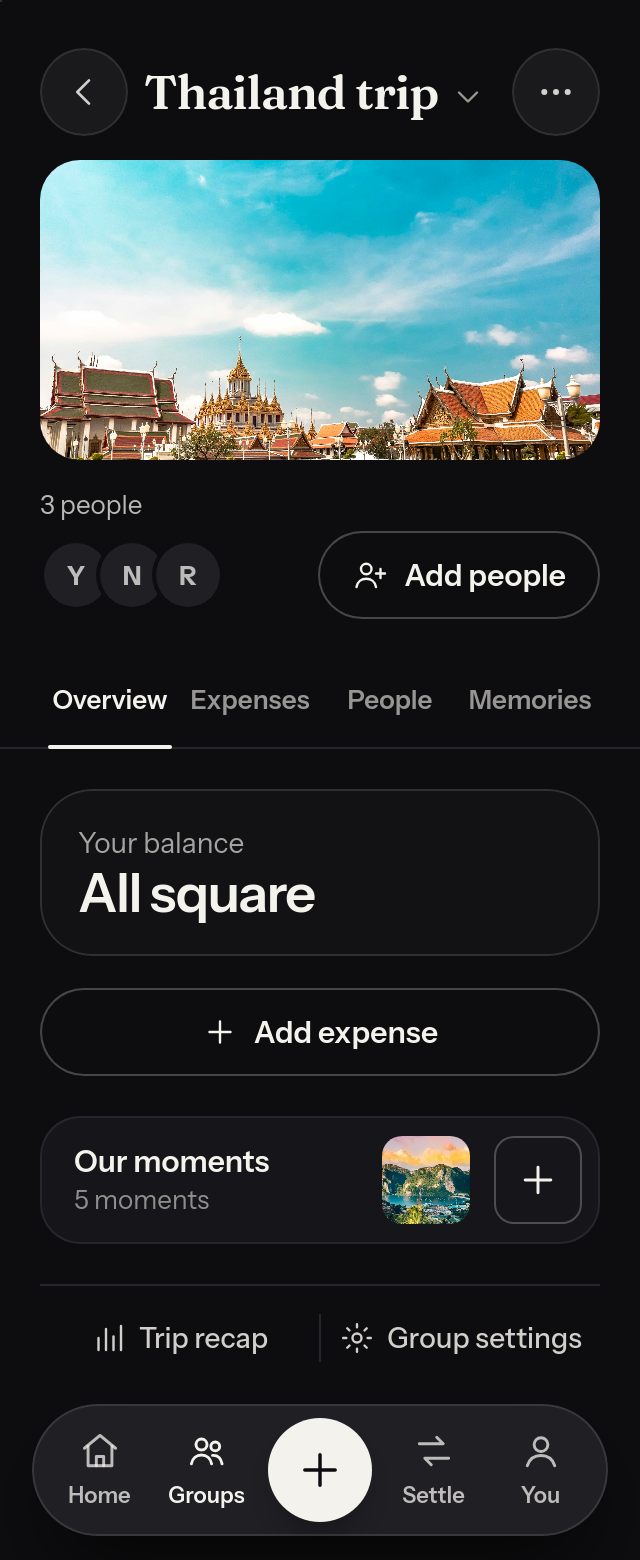 Thailand trip
3 people
Y N R
Add people
Overview Expenses People Memories
Your balance
All square
Add expense
Our moments
5 moments
Trip recap Group settings
Home Groups Settle You